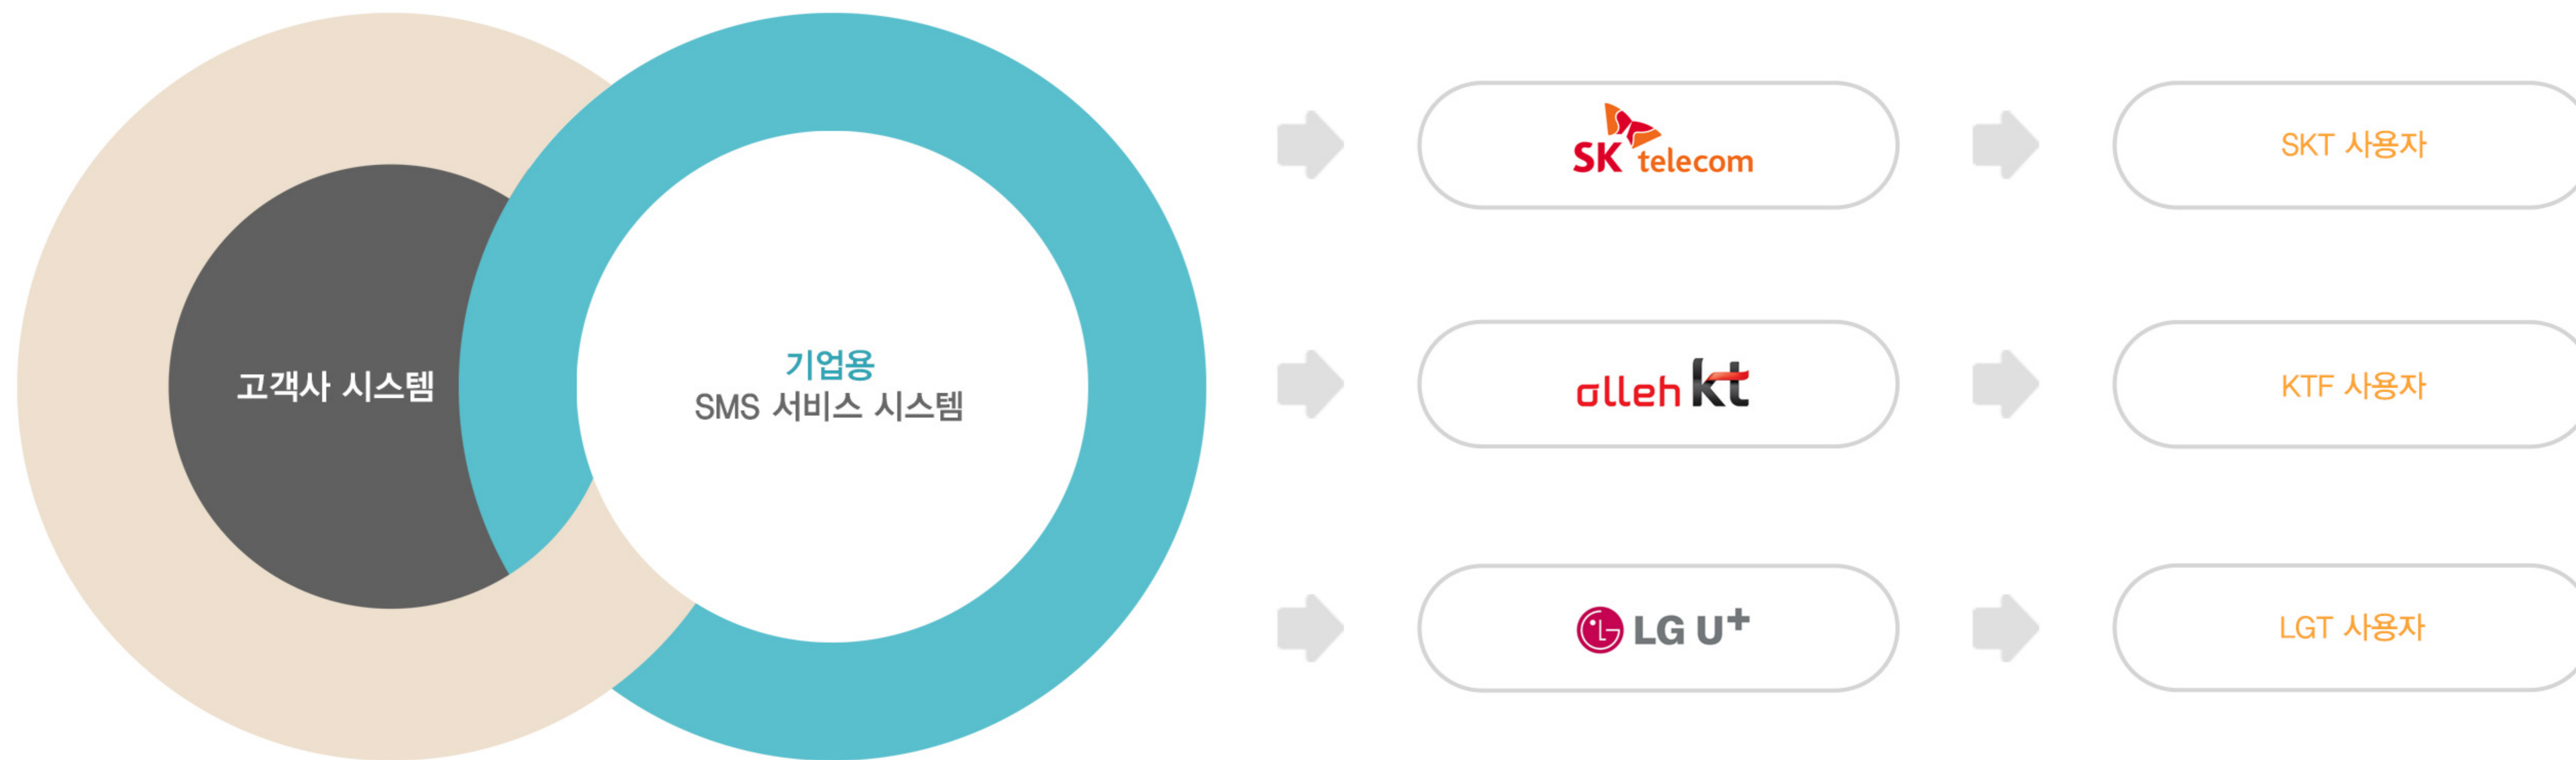 고객사 시스템
기업용
SMS 서비스 시스템
SK telecom
SKT 사용자
olleh kt
KTF 사용자
LG U+
LGT 사용자